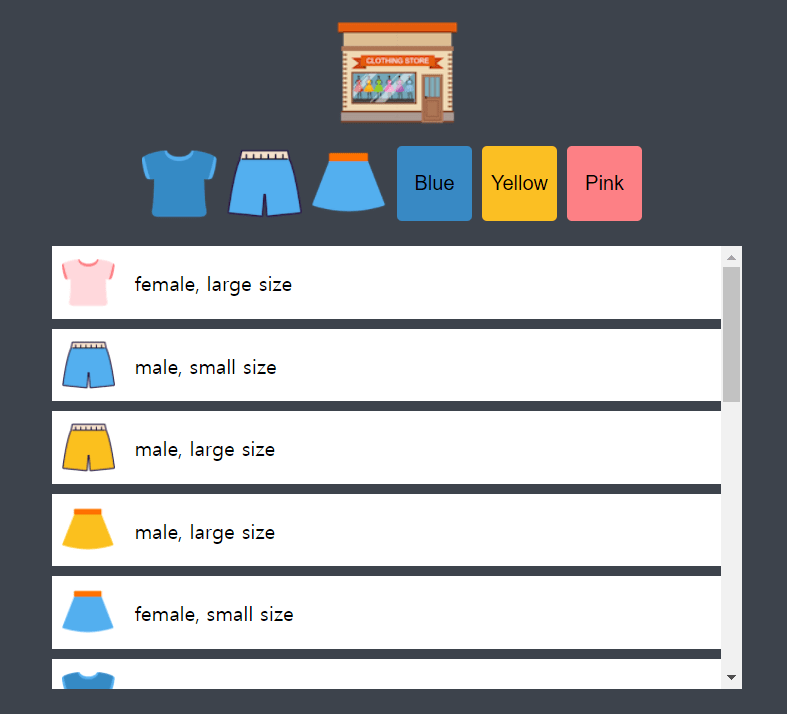 CLOTHING STORE
Blue
Yellow
Pink
female, large size
male, small size
male, large size
male, large size
female, small size